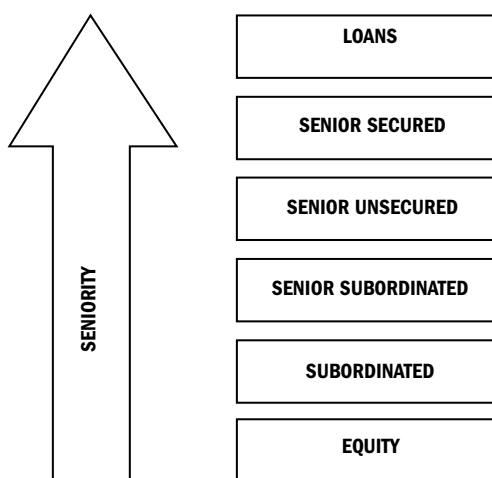 LOANS
SENIOR SECURED
SENIOR UNSECURED
SENIOR SUBORDINATED
SUBORDINATED
EQUITY
SENIORITY